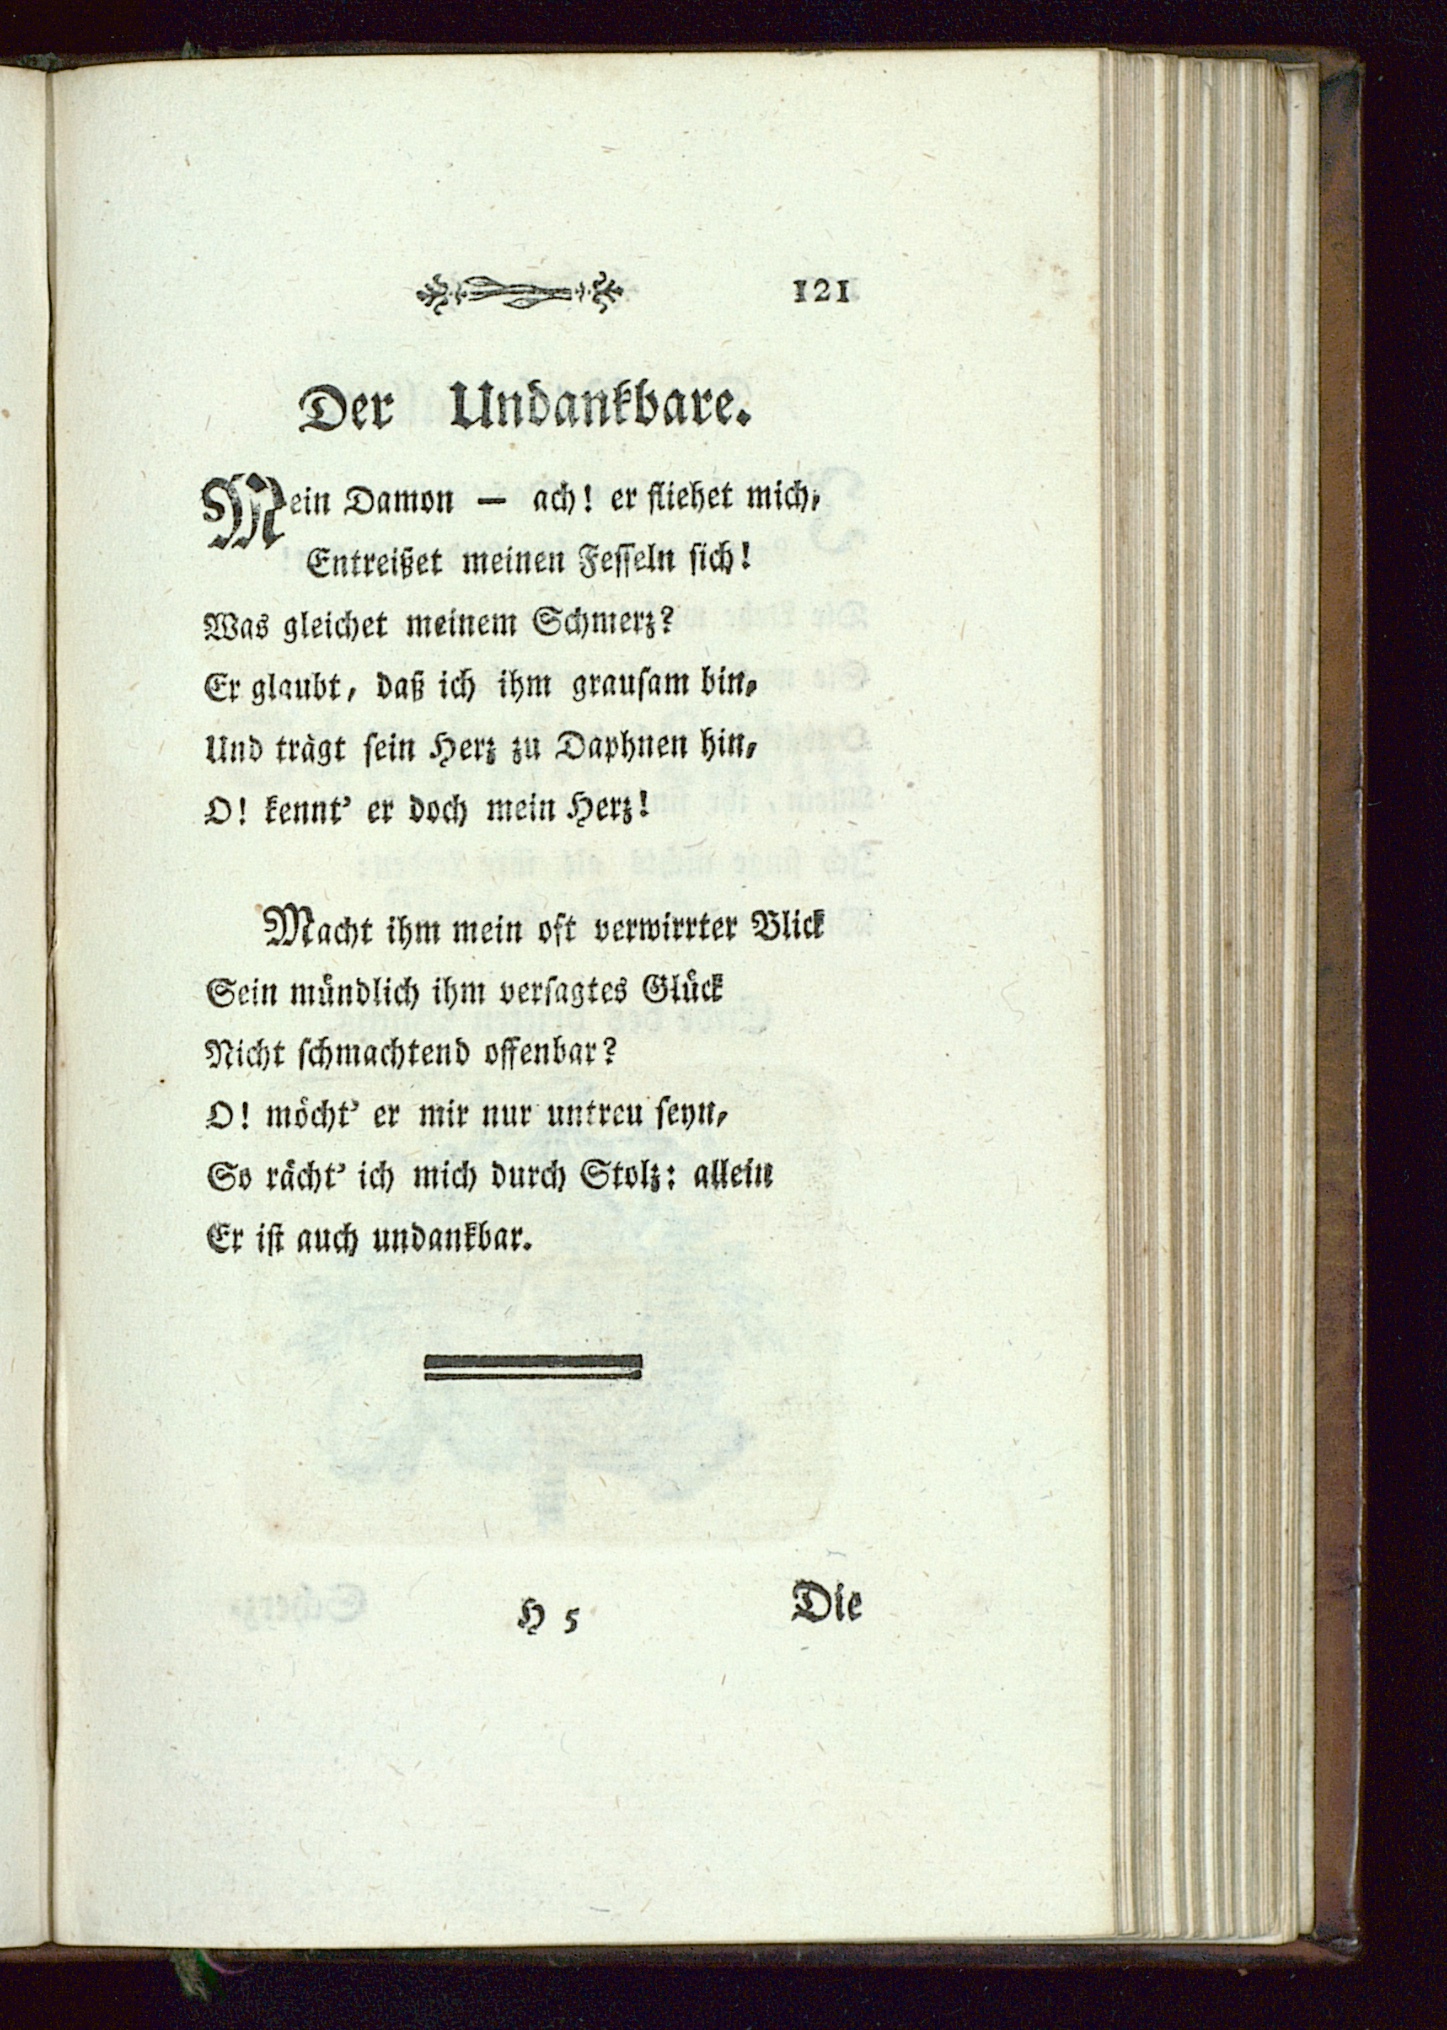 121
Der Undankbare.
Mein Damon — ach! er fliehet mich,
Entreißet meinen Fesseln sich!
Was gleichet meinem Schmerz?
Er glaubt, daß ich ihm grausam bin,
Und trägt sein Herz zu Daphnen hin,
O! kennt' er doch mein Herz!
Macht ihm mein oft verwirrter Blick
Sein mündlich ihm versagtes Glück
Nicht schmachtend offenbar?
O! möcht' er mir nur untreu seyn,
So rächt' ich mich durch Stolz: allein
Er ist auch undankbar.
H 5 Die